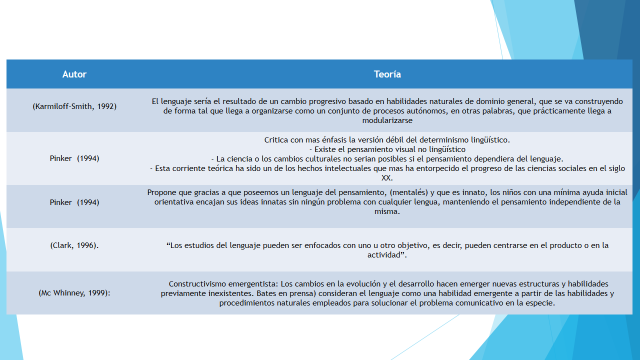 Autor
Teoría
(Karmiloff-Smith, 1992)
El lenguaje sería el resultado de un cambio progresivo basado en habilidades naturales de dominio general, que se va construyendo
de forma tal que llega a organizarse como un conjunto de procesos autónomos, en otras palabras, que prácticamente llega a
modularizarse
Pinker (1994)
Critica con mas énfasis la versión débil del determinismo lingüístico.
- Existe el pensamiento visual no lingüístico
- La ciencia o los cambios culturales no serian posibles si el pensamiento dependiera del lenguaje.
- Esta corriente teórica ha sido un de los hechos intelectuales que mas ha entorpecido el progreso de las ciencias sociales en el siglo
XX.
Pinker (1994)
Propone que gracias a que poseemos un lenguaje del pensamiento, (mentalés) y que es innato, los niños con una mínima ayuda inicial
orientativa encajan sus ideas innatas sin ningún problema con cualquier lengua, manteniendo el pensamiento independiente de la
misma.
(Clark, 1996).
“Los estudios del lenguaje pueden ser enfocados con uno u otro objetivo, es decir, pueden centrarse en el producto o en la
actividad”.
(Mc Whinney, 1999):
Constructivismo emergentista: Los cambios en la evolución y el desarrollo hacen emerger nuevas estructuras y habilidades
previamente inexistentes. Bates en prensa) consideran el lenguaje como una habilidad emergente a partir de las habilidades y
procedimientos naturales empleados para solucionar el problema comunicativo en la especie.